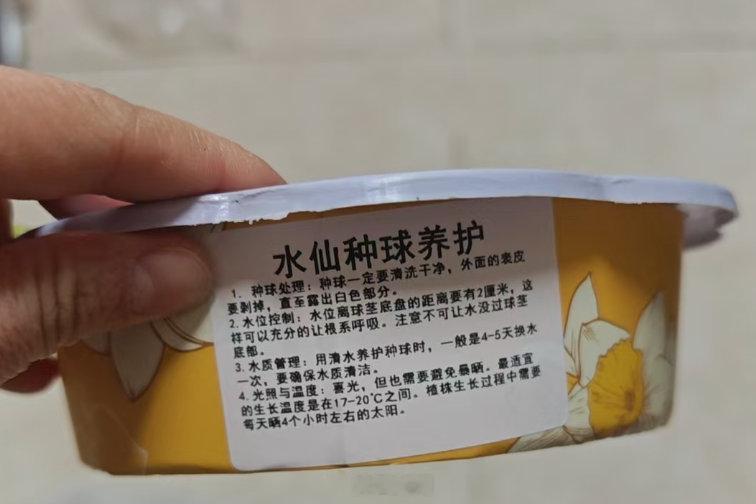 水仙种球养护
1. 种球处理：种球一定要清洗干净，外面的表皮
要剥掉，直至露出白色部分。
2. 水位控制：水位离球茎底盘的距离要有2厘米，这
样可以充分的让根系呼吸。注意不可让水没过球茎
底部。
3. 水质管理：用清水养护种球时，一般是4-5天换水
一次，要确保水质清洁。
4. 光照与温度：喜光，但也需要避免暴晒。最适宜
的生长温度是在17-20℃之间。植株生长过程中需要
每天晒4个小时左右的太阳。